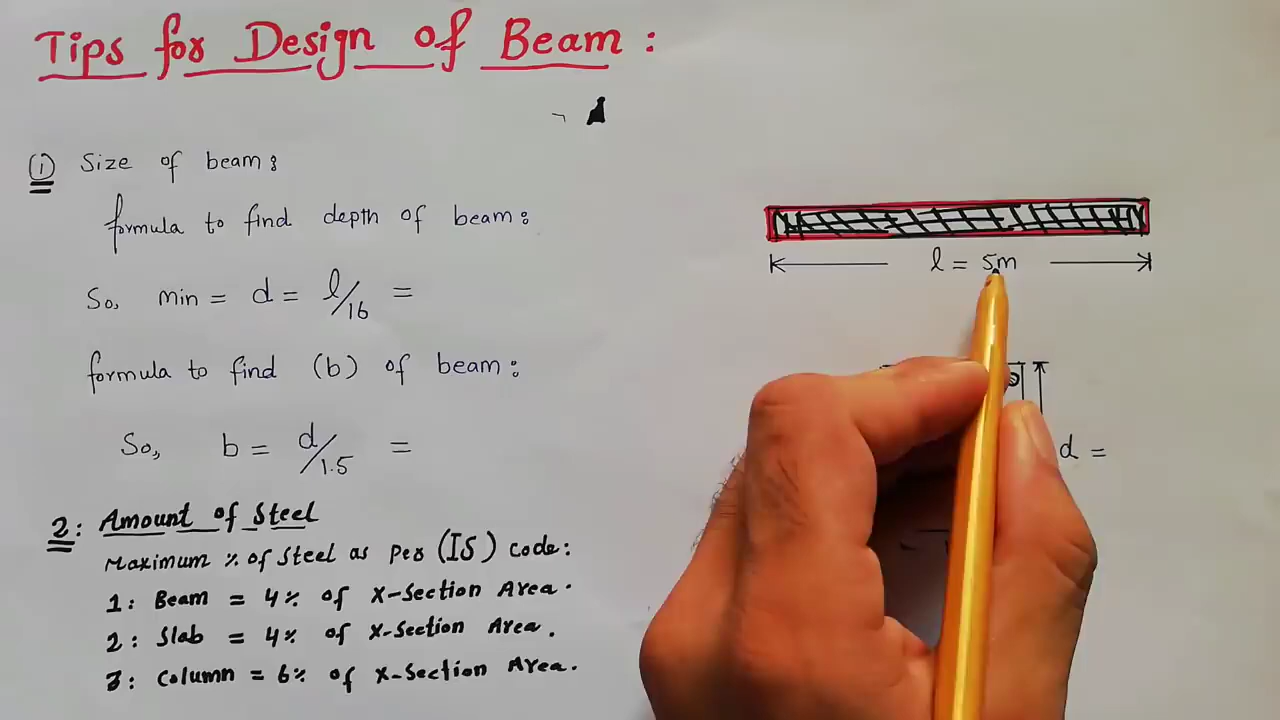 Tips for Design of Beam :
(i) Size of beam :
formula to find depth of beam :
So, min = d = l/16 =
formula to find (b) of beam :
So, b = d/1.5 =
2 : Amount of Steel
Maximum % of Steel as per (IS) Code :
1 : Beam = 4% of X-Section Area.
2 : Slab = 4% of X-Section Area.
3 : Column = 6% of X-Section Area.
l = 5m
d =